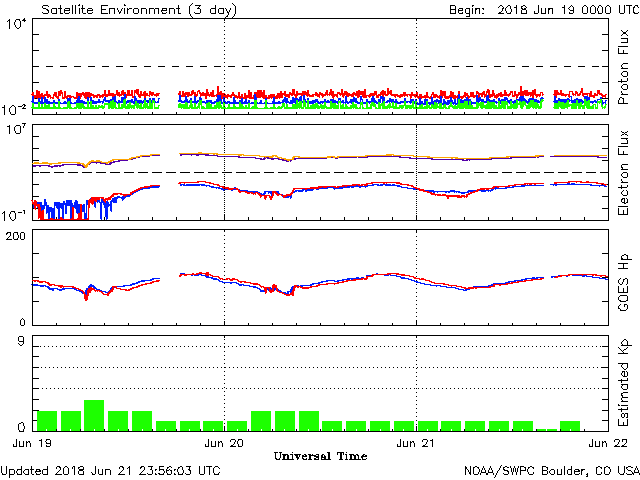 Satellite Environment (3 day) Begin: 2018 Jun 19 0000 UTC
10⁴
Proton Flux
10⁻²
10⁷
Electron Flux
10⁻¹
200
GOES Hp
0
9
Estimated Kp
0
Jun 19 Jun 20 Jun 21 Jun 22
Universal Time
Updated 2018 Jun 21 23:56:03 UTC NOAA/SWPC Boulder, CO USA